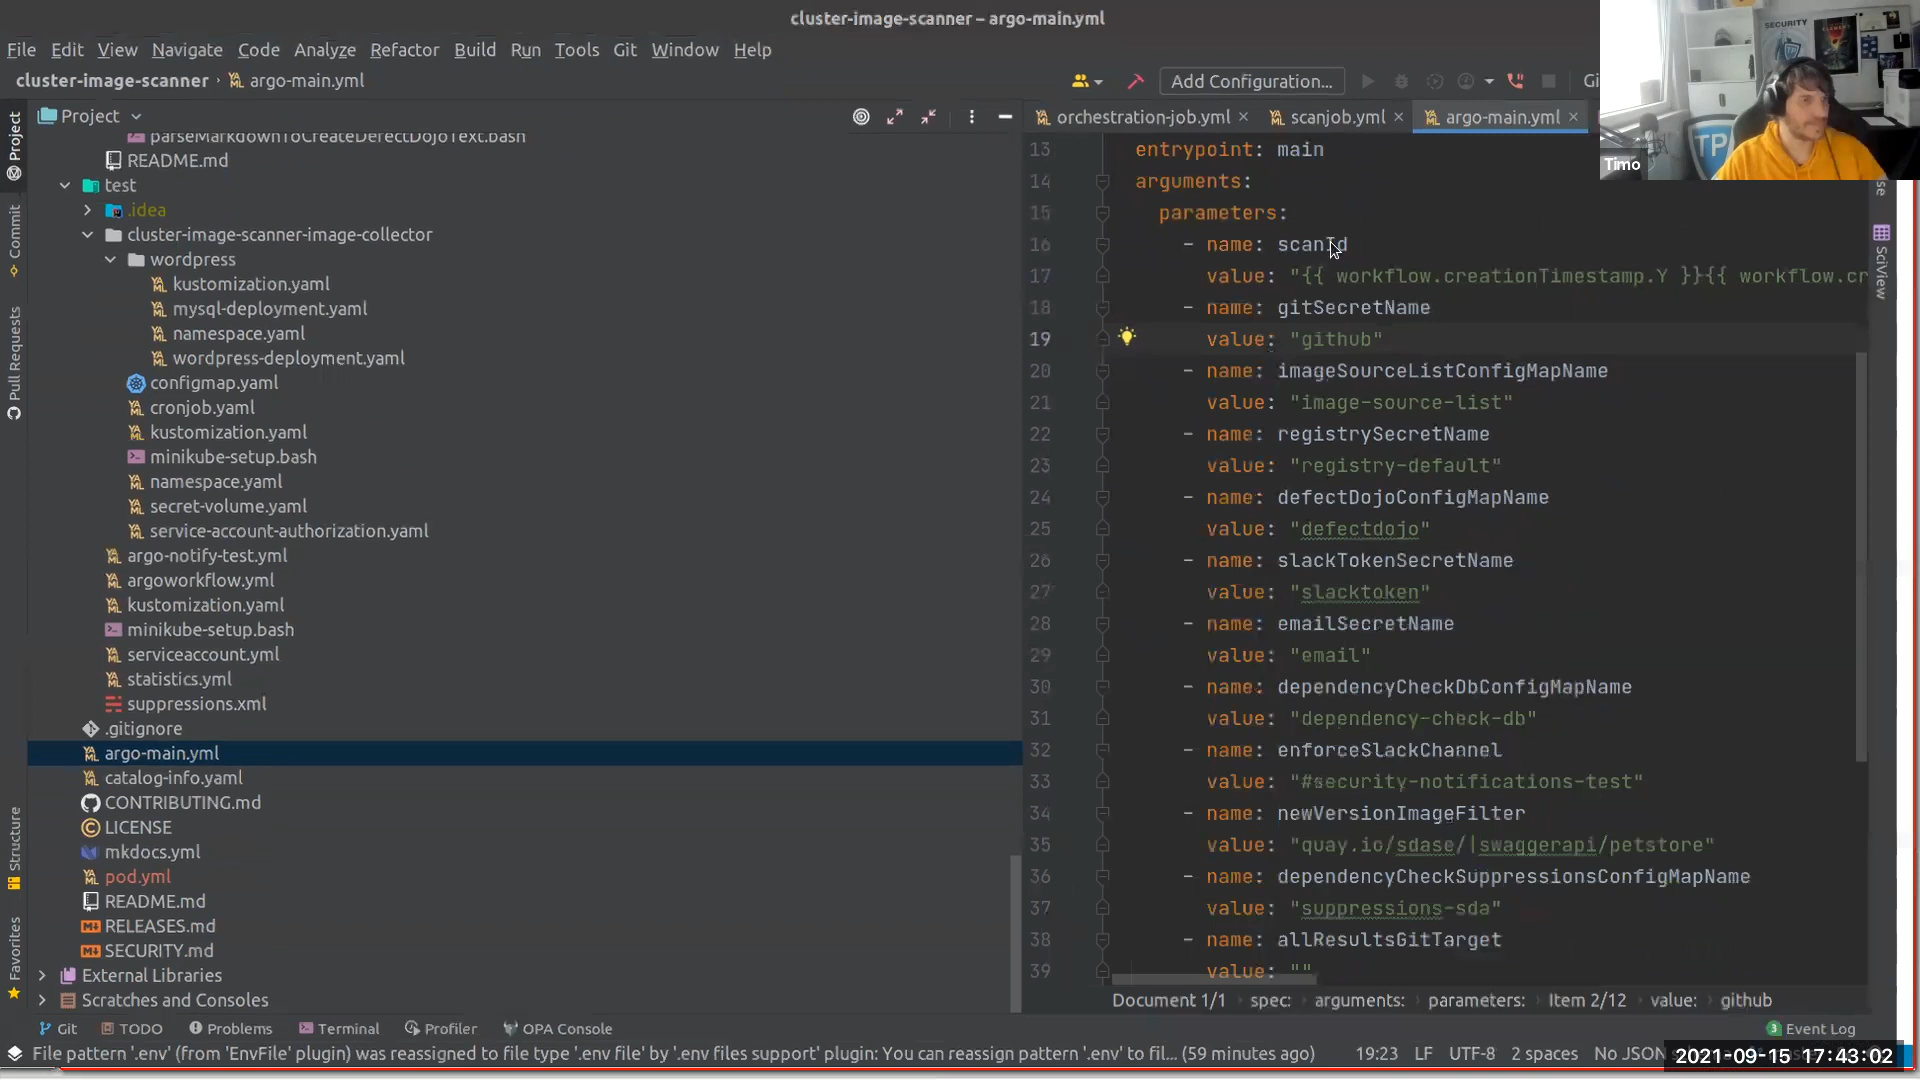 cluster-image-scanner – argo-main.yml
File Edit View Navigate Code Analyze Refactor Build Run Tools Git Window Help
cluster-image-scanner argo-main.yml
Add Configuration...
SECURITY
TP
Timo
Project
orchestration-job.yml scanjob.yml argo-main.yml
parseMarkdownToCreateDefectDojoText.bash
README.md
test
.idea
cluster-image-scanner-image-collector
wordpress
kustomization.yaml
mysql-deployment.yaml
namespace.yaml
wordpress-deployment.yaml
configmap.yaml
cronjob.yaml
kustomization.yaml
minikube-setup.bash
namespace.yaml
secret-volume.yaml
service-account-authorization.yaml
argo-notify-test.yml
argoworkflow.yml
kustomization.yaml
minikube-setup.bash
serviceaccount.yml
statistics.yml
suppressions.xml
.gitignore
argo-main.yml
catalog-info.yaml
CONTRIBUTING.md
LICENSE
mkdocs.yml
pod.yml
README.md
RELEASES.md
SECURITY.md
External Libraries
Scratches and Consoles
Project
Commit
Pull Requests
Structure
Favorites
13 entrypoint: main
14 arguments:
15 parameters:
16 - name: scanId
17 value: "{{ workflow.creationTimestamp.Y }}{{ workflow.cr
18 - name: gitSecretName
19 value: "github"
20 - name: imageSourceListConfigMapName
21 value: "image-source-list"
22 - name: registrySecretName
23 value: "registry-default"
24 - name: defectDojoConfigMapName
25 value: "defectdojo"
26 - name: slackTokenSecretName
27 value: "slacktoken"
28 - name: emailSecretName
29 value: "email"
30 - name: dependencyCheckDbConfigMapName
31 value: "dependency-check-db"
32 - name: enforceSlackChannel
33 value: "#security-notifications-test"
34 - name: newVersionImageFilter
35 value: "quay.io/sdase/|swaggerapi/petstore"
36 - name: dependencyCheckSuppressionsConfigMapName
37 value: "suppressions-sda"
38 - name: allResultsGitTarget
39 value: ""
SciView
Document 1/1 spec: arguments: parameters: Item 2/12 value: github
Git TODO Problems Terminal Profiler OPA Console
3 Event Log
File pattern '.env' (from 'EnvFile' plugin) was reassigned to file type '.env file' by '.env files support' plugin: You can reassign pattern '.env' to fil... (59 minutes ago) 19:23 LF UTF-8 2 spaces No JSON
2021-09-15 17:43:02